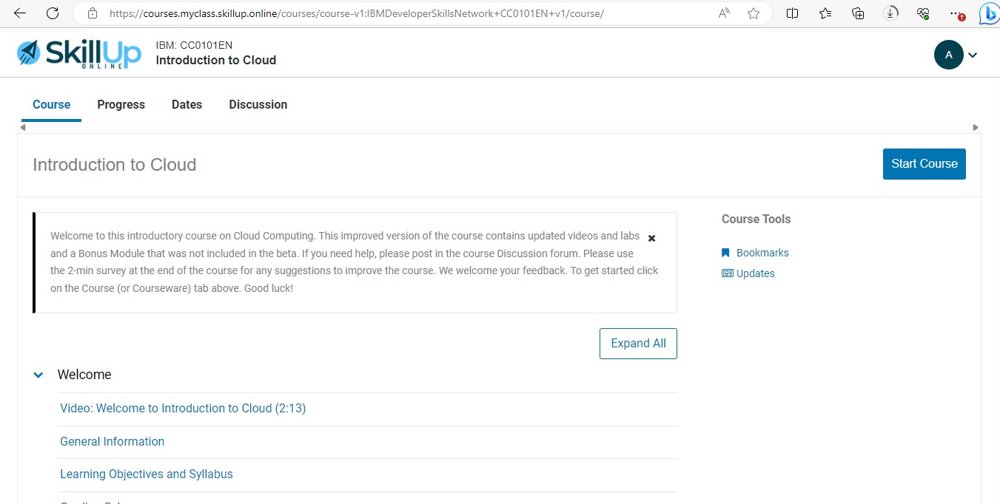 https://courses.myclass.skillup.online/courses/course-v1:IBMDeveloperSkillsNetwork+CC0101EN+v1/course/
SkillUp
ONLINE
IBM: CC0101EN
Introduction to Cloud
A
Course Progress Dates Discussion
Introduction to Cloud
Start Course
Welcome to this introductory course on Cloud Computing. This improved version of the course contains updated videos and labs
and a Bonus Module that was not included in the beta. If you need help, please post in the course Discussion forum. Please use
the 2-min survey at the end of the course for any suggestions to improve the course. We welcome your feedback. To get started click
on the Course (or Courseware) tab above. Good luck!
Course Tools
Bookmarks
Updates
Expand All
Welcome
Video: Welcome to Introduction to Cloud (2:13)
General Information
Learning Objectives and Syllabus